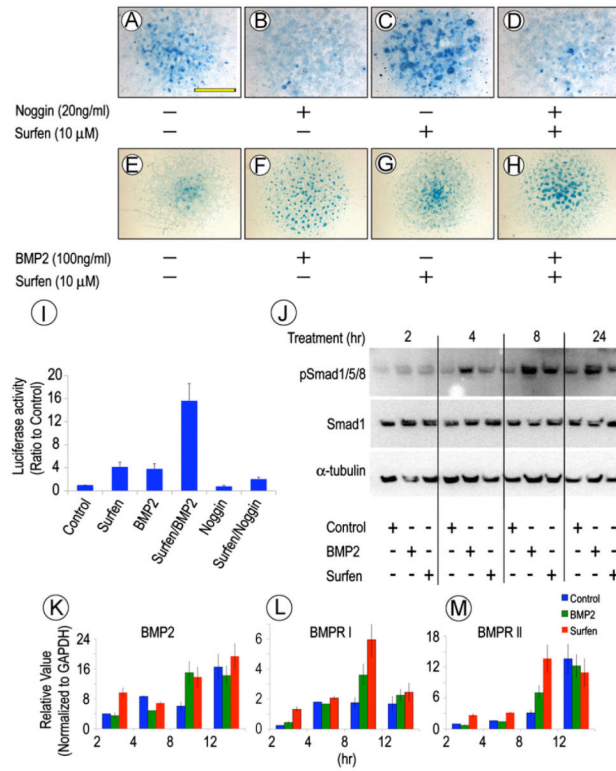 A B C D
Noggin (20ng/ml) − + − +
Surfen (10 μM) − − + +
E F G H
BMP2 (100ng/ml) − + − +
Surfen (10 μM) − − + +
I
Luciferase activity
(Ratio to Control)
20
16
12
8
4
0
Control Surfen BMP2 Surfen/BMP2 Noggin Surfen/Noggin
J
Treatment (hr) 2 4 8 24
pSmad1/5/8
Smad1
α-tubulin
Control + - - + - - + - - + - -
BMP2 - + - - + - - + - - + -
Surfen - - + - - + - - + - - +
Control
BMP2
Surfen
K L M
BMP2 BMPR I BMPR II
Relative Value
(Normalized to GAPDH)
24
16
8
0
2 4 8 12
6
4
2
0
2 4 8 12
18
12
6
0
2 4 8 12
(hr)